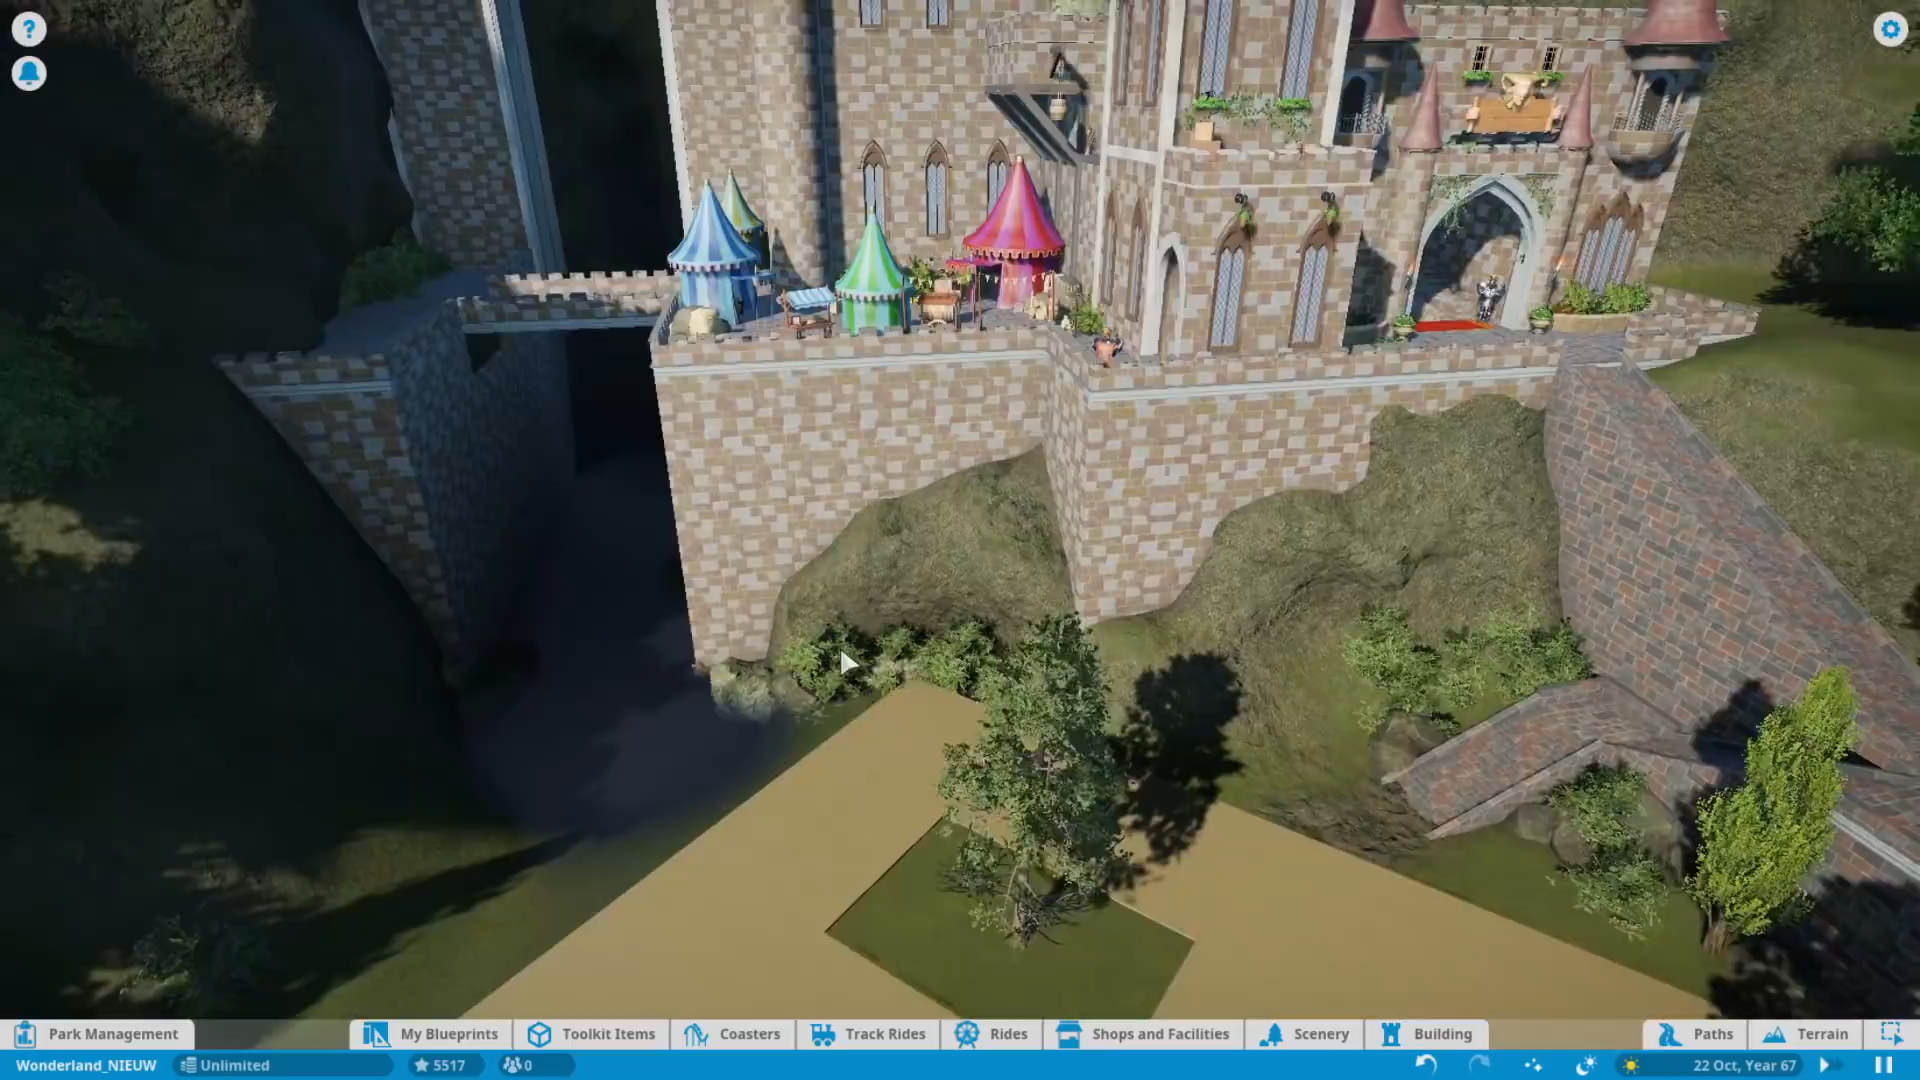 ?
Park Management
My Blueprints
Toolkit Items
Coasters
Track Rides
Rides
Shops and Facilities
Scenery
Building
Paths
Terrain
Wonderland_NIEUW
Unlimited
5517
0
22 Oct, Year 67